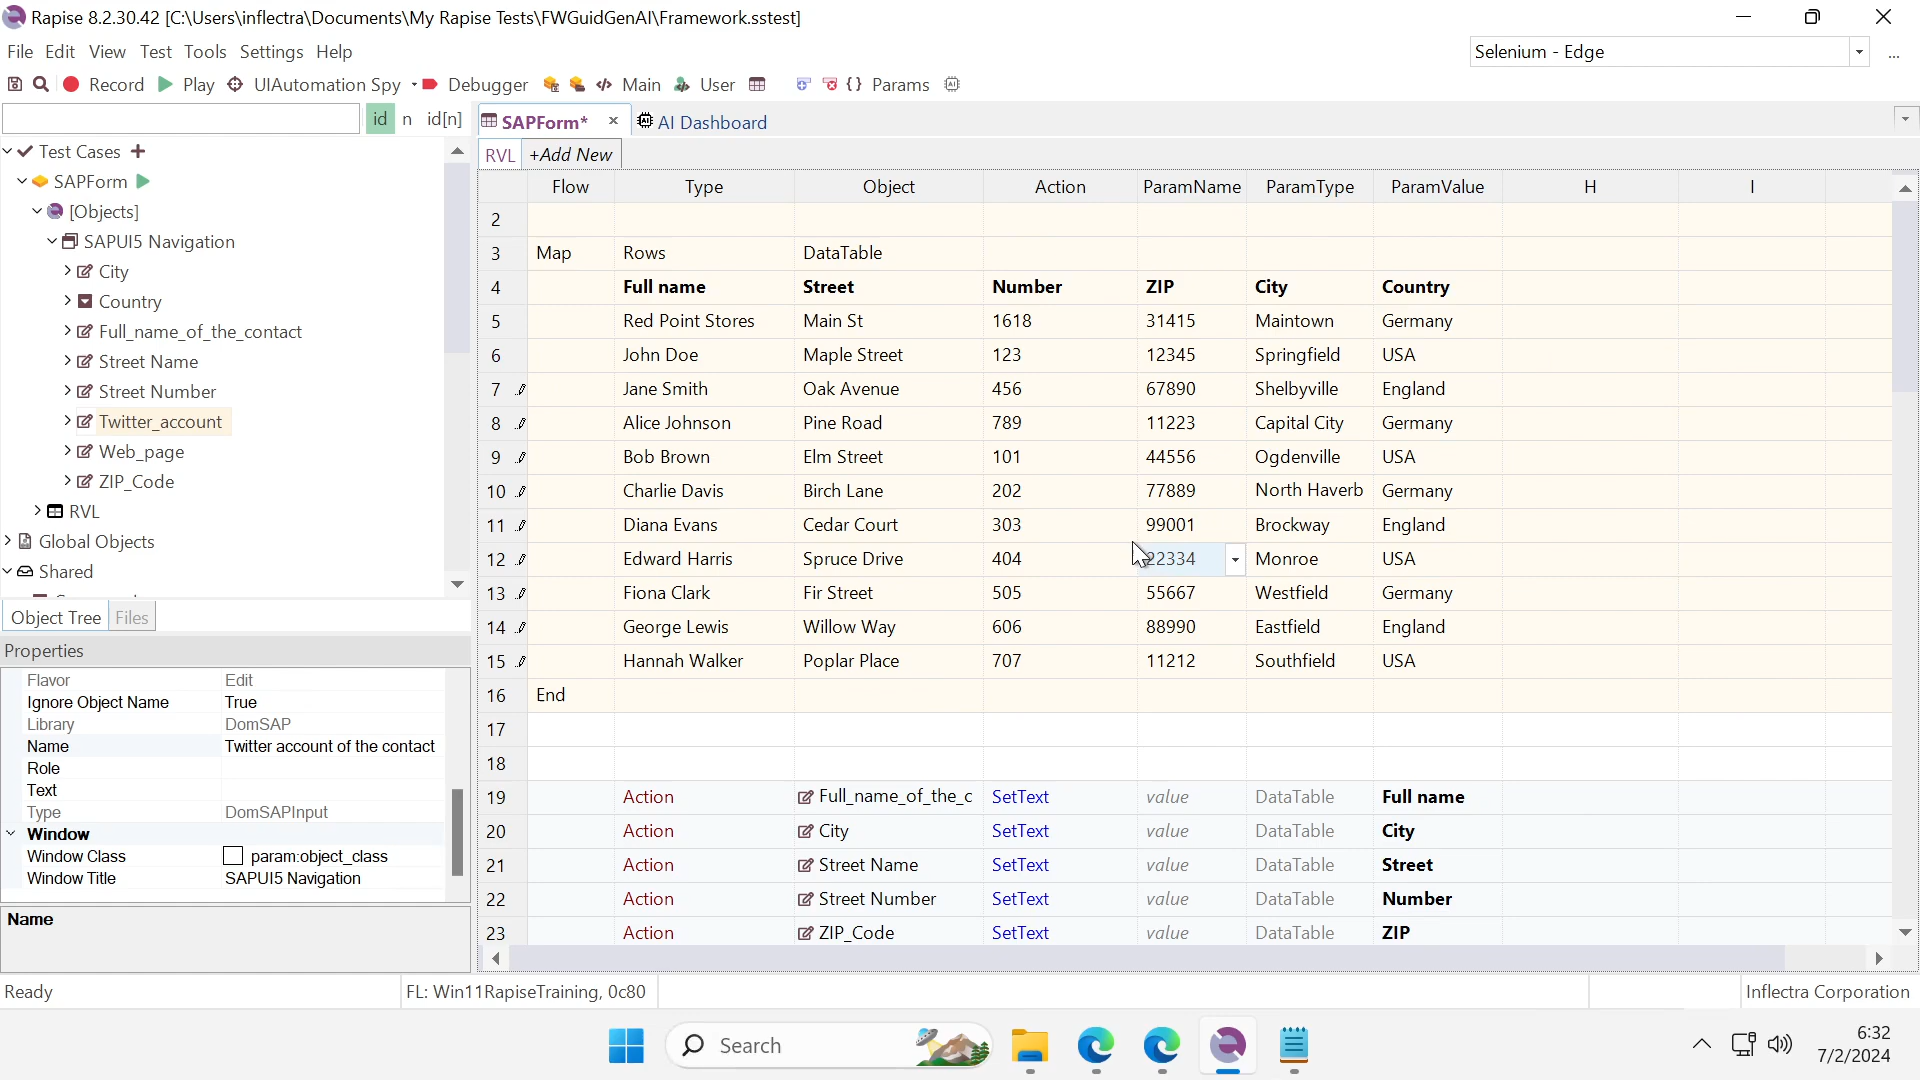 Rapise 8.2.30.42 [C:\Users\inflectra\Documents\My Rapise Tests\FWGuidGenAI\Framework.sstest]
File Edit View Test Tools Settings Help
Selenium - Edge ...
Record Play UIAutomation Spy Debugger Main User Params
id n id[n]
SAPForm* AI Dashboard
RVL +Add New
Test Cases
SAPForm
[Objects]
SAPUI5 Navigation
City
Country
Full_name_of_the_contact
Street Name
Street Number
Twitter_account
Web_page
ZIP_Code
RVL
Global Objects
Shared
Object Tree Files
Properties
Flavor Edit
Ignore Object Name True
Library DomSAP
Name Twitter account of the contact
Role
Text
Type DomSAPInput
Window
Window Class param:object_class
Window Title SAPUI5 Navigation
Name
Flow Type Object Action ParamName ParamType ParamValue H I
2
3 Map Rows DataTable
4 Full name Street Number ZIP City Country
5 Red Point Stores Main St 1618 31415 Maintown Germany
6 John Doe Maple Street 123 12345 Springfield USA
7 Jane Smith Oak Avenue 456 67890 Shelbyville England
8 Alice Johnson Pine Road 789 11223 Capital City Germany
9 Bob Brown Elm Street 101 44556 Ogdenville USA
10 Charlie Davis Birch Lane 202 77889 North Haverb Germany
11 Diana Evans Cedar Court 303 99001 Brockway England
12 Edward Harris Spruce Drive 404 22334 Monroe USA
13 Fiona Clark Fir Street 505 55667 Westfield Germany
14 George Lewis Willow Way 606 88990 Eastfield England
15 Hannah Walker Poplar Place 707 11212 Southfield USA
16 End
17
18
19 Action Full_name_of_the_c SetText value DataTable Full name
20 Action City SetText value DataTable City
21 Action Street Name SetText value DataTable Street
22 Action Street Number SetText value DataTable Number
23 Action ZIP_Code SetText value DataTable ZIP
Ready FL: Win11RapiseTraining, 0c80 Inflectra Corporation
Search
6:32
7/2/2024